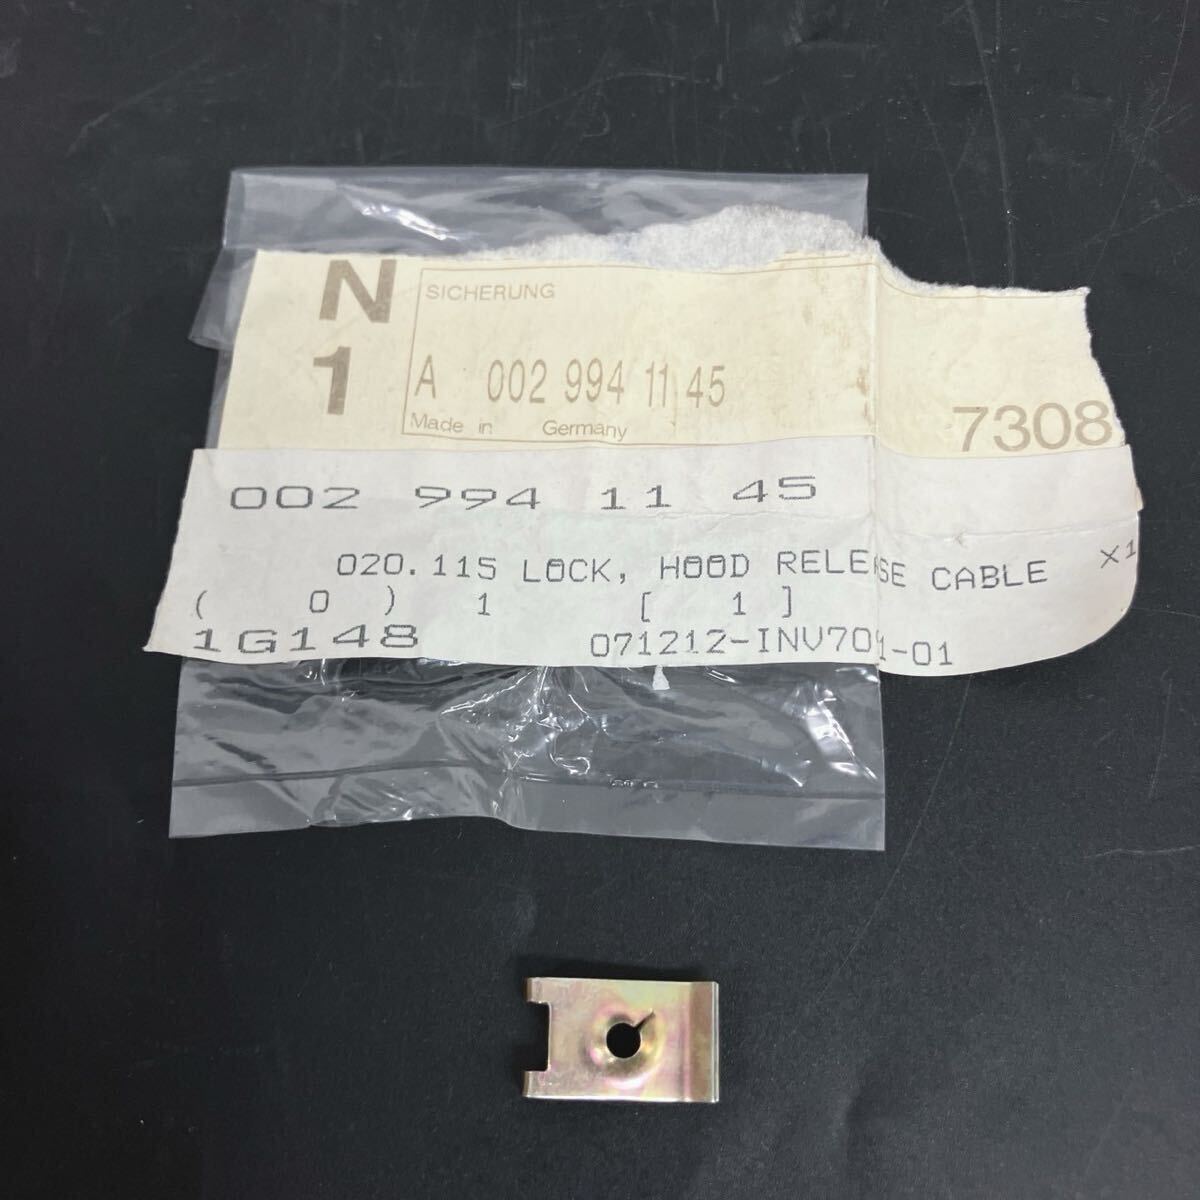 N
SICHERUNG
1
A 002 994 11 45
Made in Germany
7308
002 994 11 45
020.115 LOCK, HOOD RELEASE CABLE X1
( 0 ) 1 [ 1 ]
1G148 071212-INV701-01